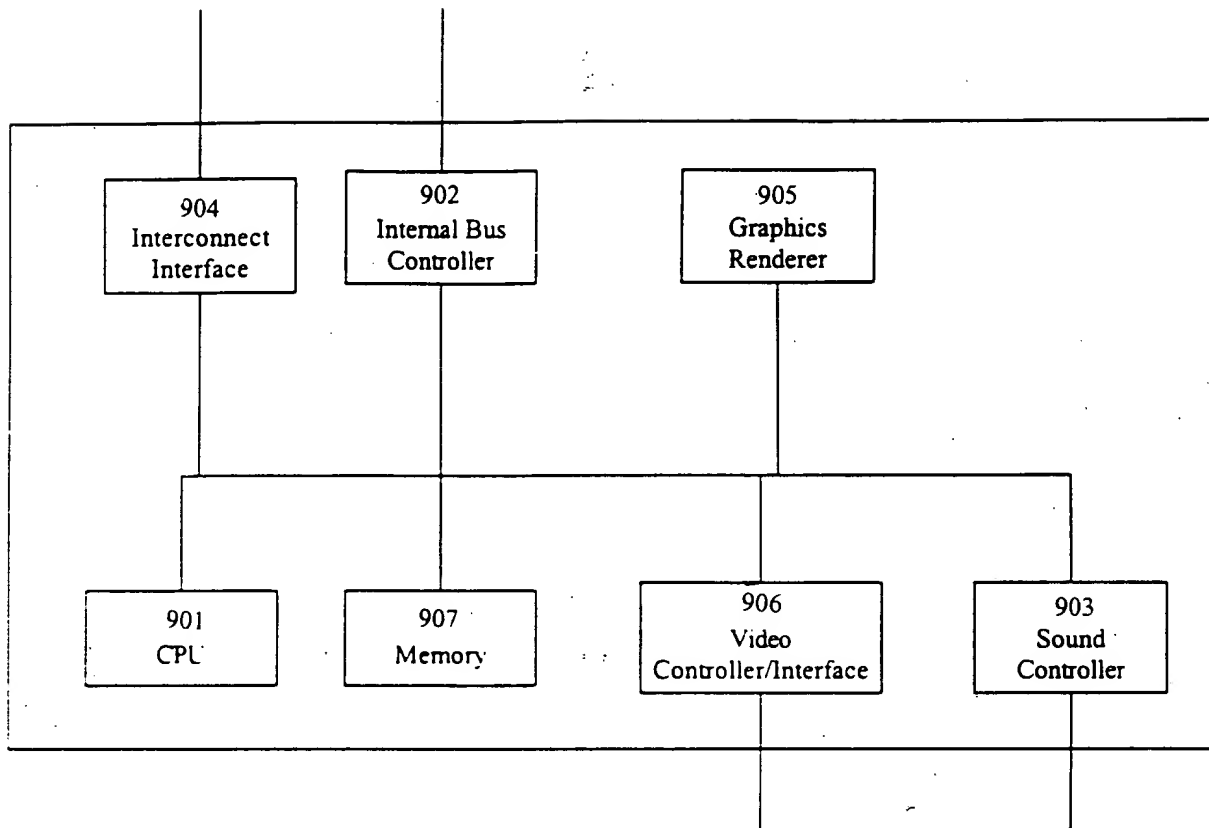 904
Interconnect
Interface
902
Internal Bus
Controller
905
Graphics
Renderer
901
CPU
907
Memory
906
Video
Controller/Interface
903
Sound
Controller